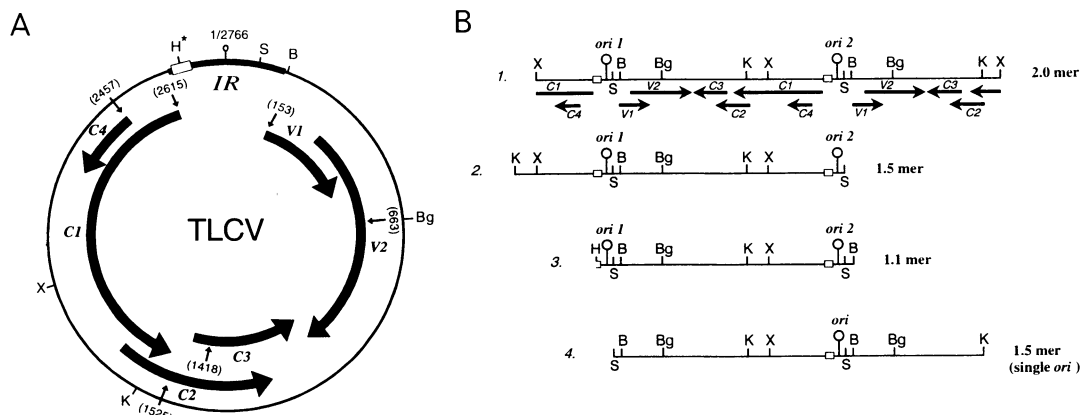 A
H*
1/2766
S
B
IR
(2457)
(2615)
(153)
C4
V1
TLCV
C1
(663)
Bg
V2
X
C3
(1418)
K
C2
(1525)
B
ori 1 ori 2
X S B Bg K X S B Bg K X
1. 2.0 mer
C1 V2 C3 C1 V2 C3
C4 V1 C2 C4 V1 C2
ori 1 ori 2
K X B Bg K X
2. S S 1.5 mer
ori 1 ori 2
H B Bg K X B
3. S S 1.1 mer
ori
B Bg K X B Bg K
4. S S 1.5 mer
(single ori)